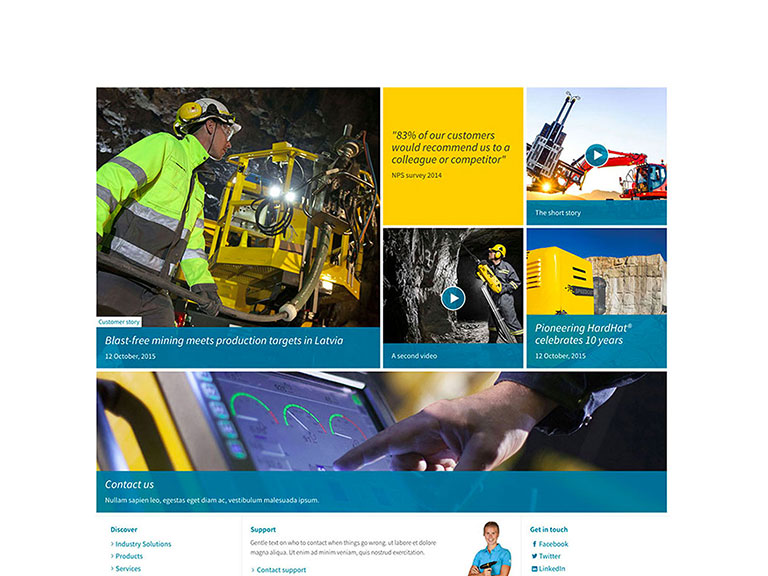 "83% of our customers
would recommend us to a
colleague or competitor"
NPS survey 2014
The short story
Customer story
Blast-free mining meets production targets in Latvia
12 October, 2015
A second video
Pioneering HardHat®
celebrates 10 years
12 October, 2015
Contact us
Nullam sapien leo, egestas eget diam ac, vestibulum malesuada ipsum.
Discover
> Industry Solutions
> Products
> Services
Support
Gentle text on who to contact when things go wrong, ut labore et dolore
magna aliqua. Ut enim ad minim veniam, quis nostrud exercitation.
> Contact support
Get in touch
Facebook
Twitter
LinkedIn